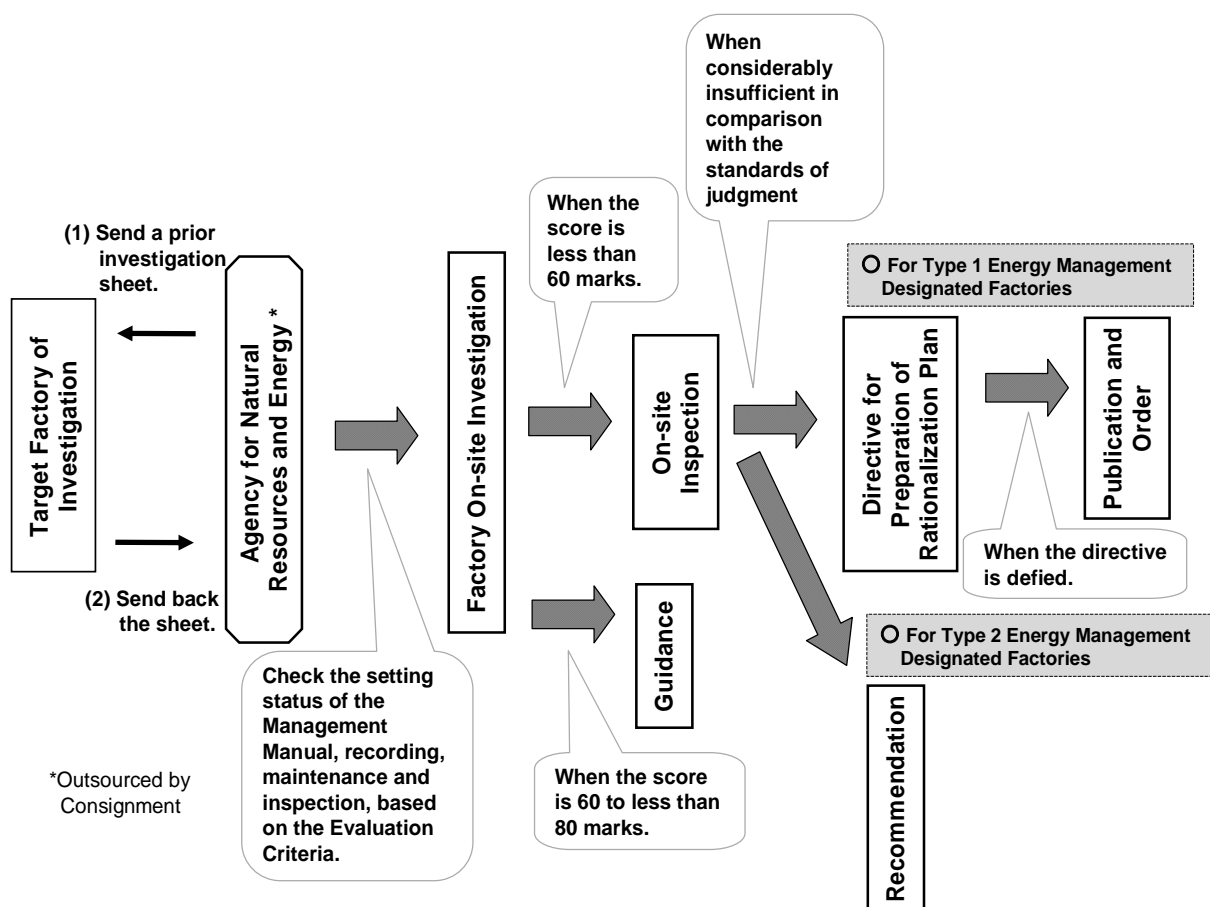 (1) Send a prior
investigation
sheet.
Target Factory of
Investigation
(2) Send back
the sheet.
Agency for Natural
Resources and Energy *
*Outsourced by
Consignment
Check the setting
status of the
Management
Manual, recording,
maintenance and
inspection, based
on the Evaluation
Criteria.
Factory On-site Investigation
When the
score is
less than
60 marks.
When the score
is 60 to less than
80 marks.
On-site
Inspection
Guidance
When
considerably
insufficient in
comparison
with the
standards of
judgment
For Type 1 Energy Management
Designated Factories
Directive for
Preparation of
Rationalization Plan
When the directive
is defied.
Publication and
Order
For Type 2 Energy Management
Designated Factories
Recommendation